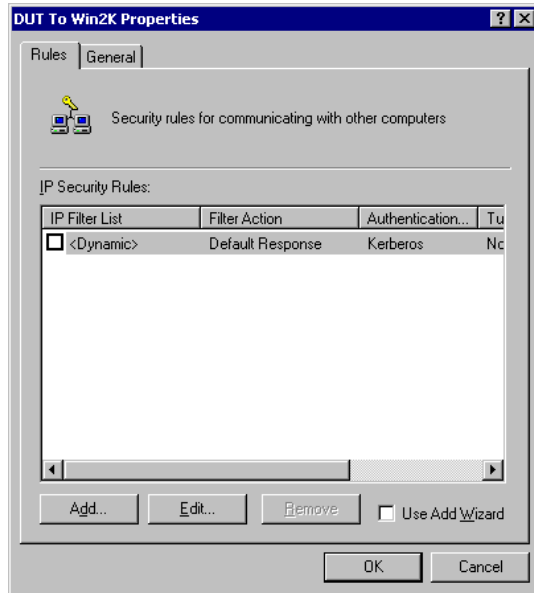 DUT To Win2K Properties
Rules General
Security rules for communicating with other computers
IP Security Rules:
IP Filter List Filter Action Authentication... Tu
<Dynamic> Default Response Kerberos Nc
Add... Edit... Remove Use Add Wizard
OK Cancel